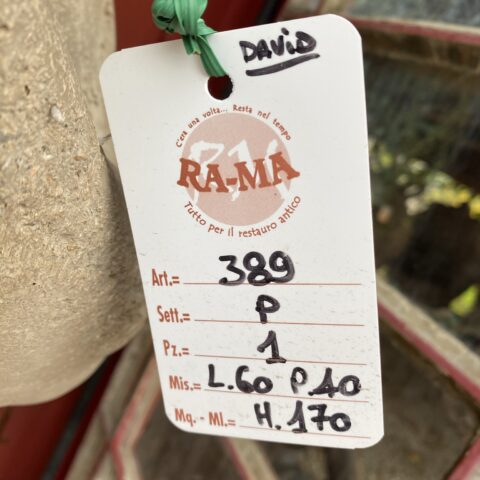 DAVID
C'era una volta... Resta nel tempo
RA-MA
Tutto per il restauro antico
Art.= 389
Sett.= P
Pz.= 1
Mis.= L.60 P.40
Mq. - Ml.= H.170